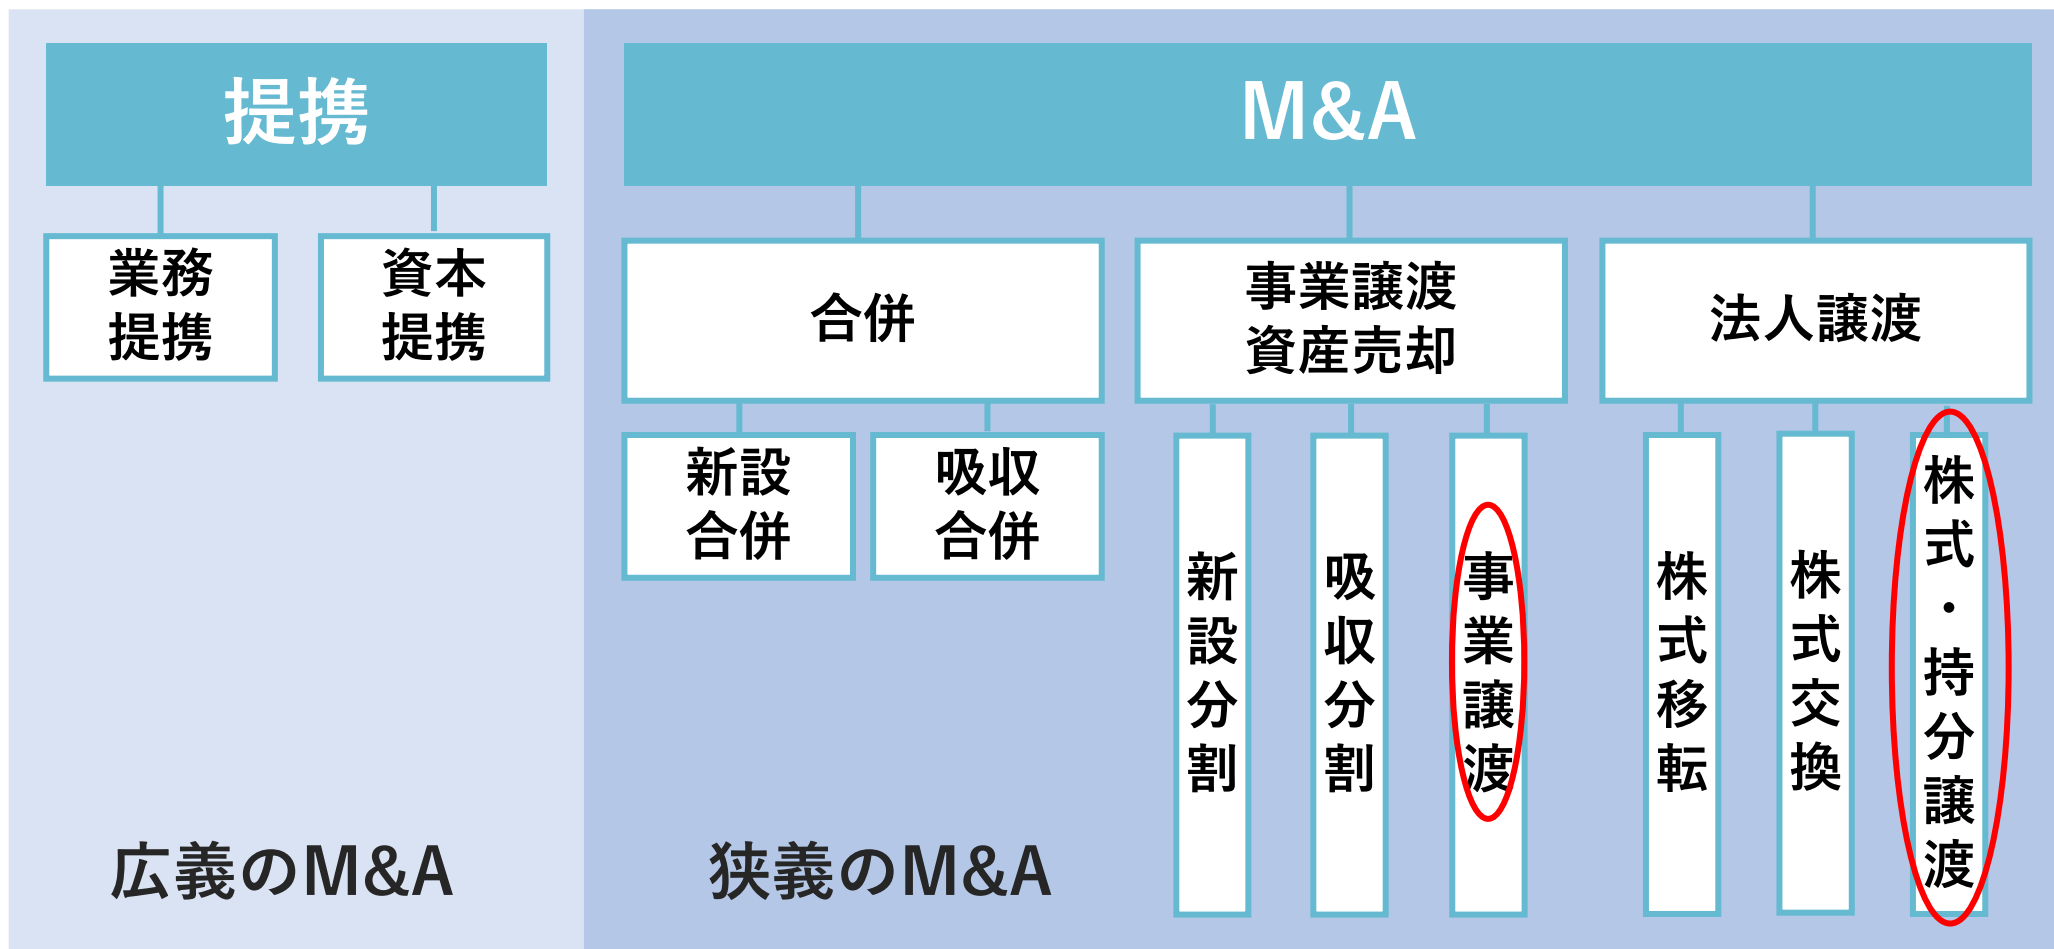 提携
M&A
業務
提携
資本
提携
合併
事業譲渡
資産売却
法人譲渡
新設
合併
吸収
合併
新設分割
吸収分割
事業譲渡
株式移転
株式交換
株式・持分譲渡
広義のM&A
狭義のM&A